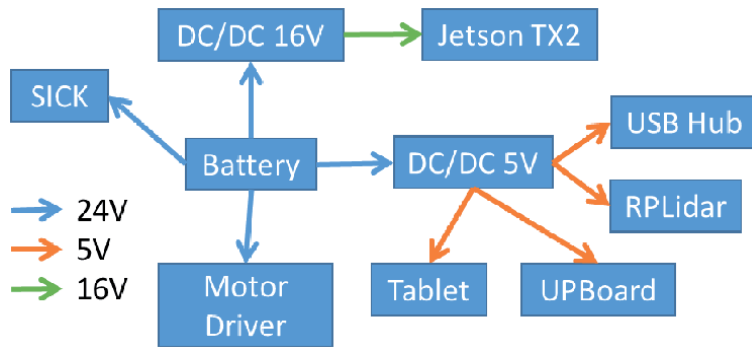 DC/DC 16V
Jetson TX2
SICK
USB Hub
Battery
DC/DC 5V
RPLidar
24V
5V
16V
Motor
Driver
Tablet
UPBoard